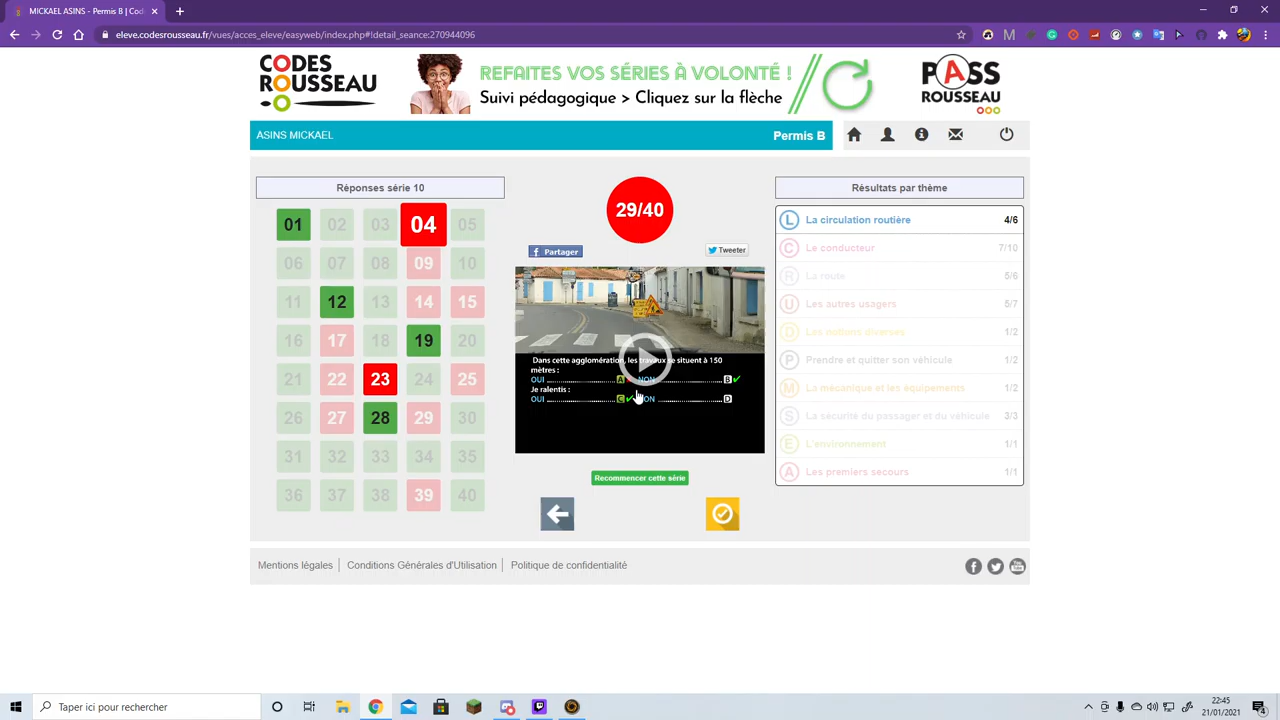 MICKAEL ASINS - Permis B | Cod
eleve.codesrousseau.fr/vues/acces_eleve/easyweb/index.php#!detail_seance:270944096
CODES
ROUSSEAU
REFAITES VOS SÉRIES À VOLONTÉ !
Suivi pédagogique > Cliquez sur la flèche
PASS
ROUSSEAU
ASINS MICKAEL
Permis B
Réponses série 10
01 02 03 04 05
06 07 08 09 10
11 12 13 14 15
16 17 18 19 20
21 22 23 24 25
26 27 28 29 30
31 32 33 34 35
36 37 38 39 40
29/40
Partager
Tweeter
Dans cette agglomération, les travaux se situent à 150
mètres :
OUI ........ A NON ........ B
Je ralentis :
OUI ........ C NON ........ D
Recommencer cette série
Résultats par thème
L La circulation routière 4/6
C Le conducteur 7/10
R La route 5/6
U Les autres usagers 5/7
D Les notions diverses 1/2
P Prendre et quitter son véhicule 1/2
M La mécanique et les équipements 1/2
S La sécurité du passager et du véhicule 3/3
E L'environnement 1/1
A Les premiers secours 1/1
Mentions légales
Conditions Générales d'Utilisation
Politique de confidentialité
Taper ici pour rechercher
22:45
21/01/2021